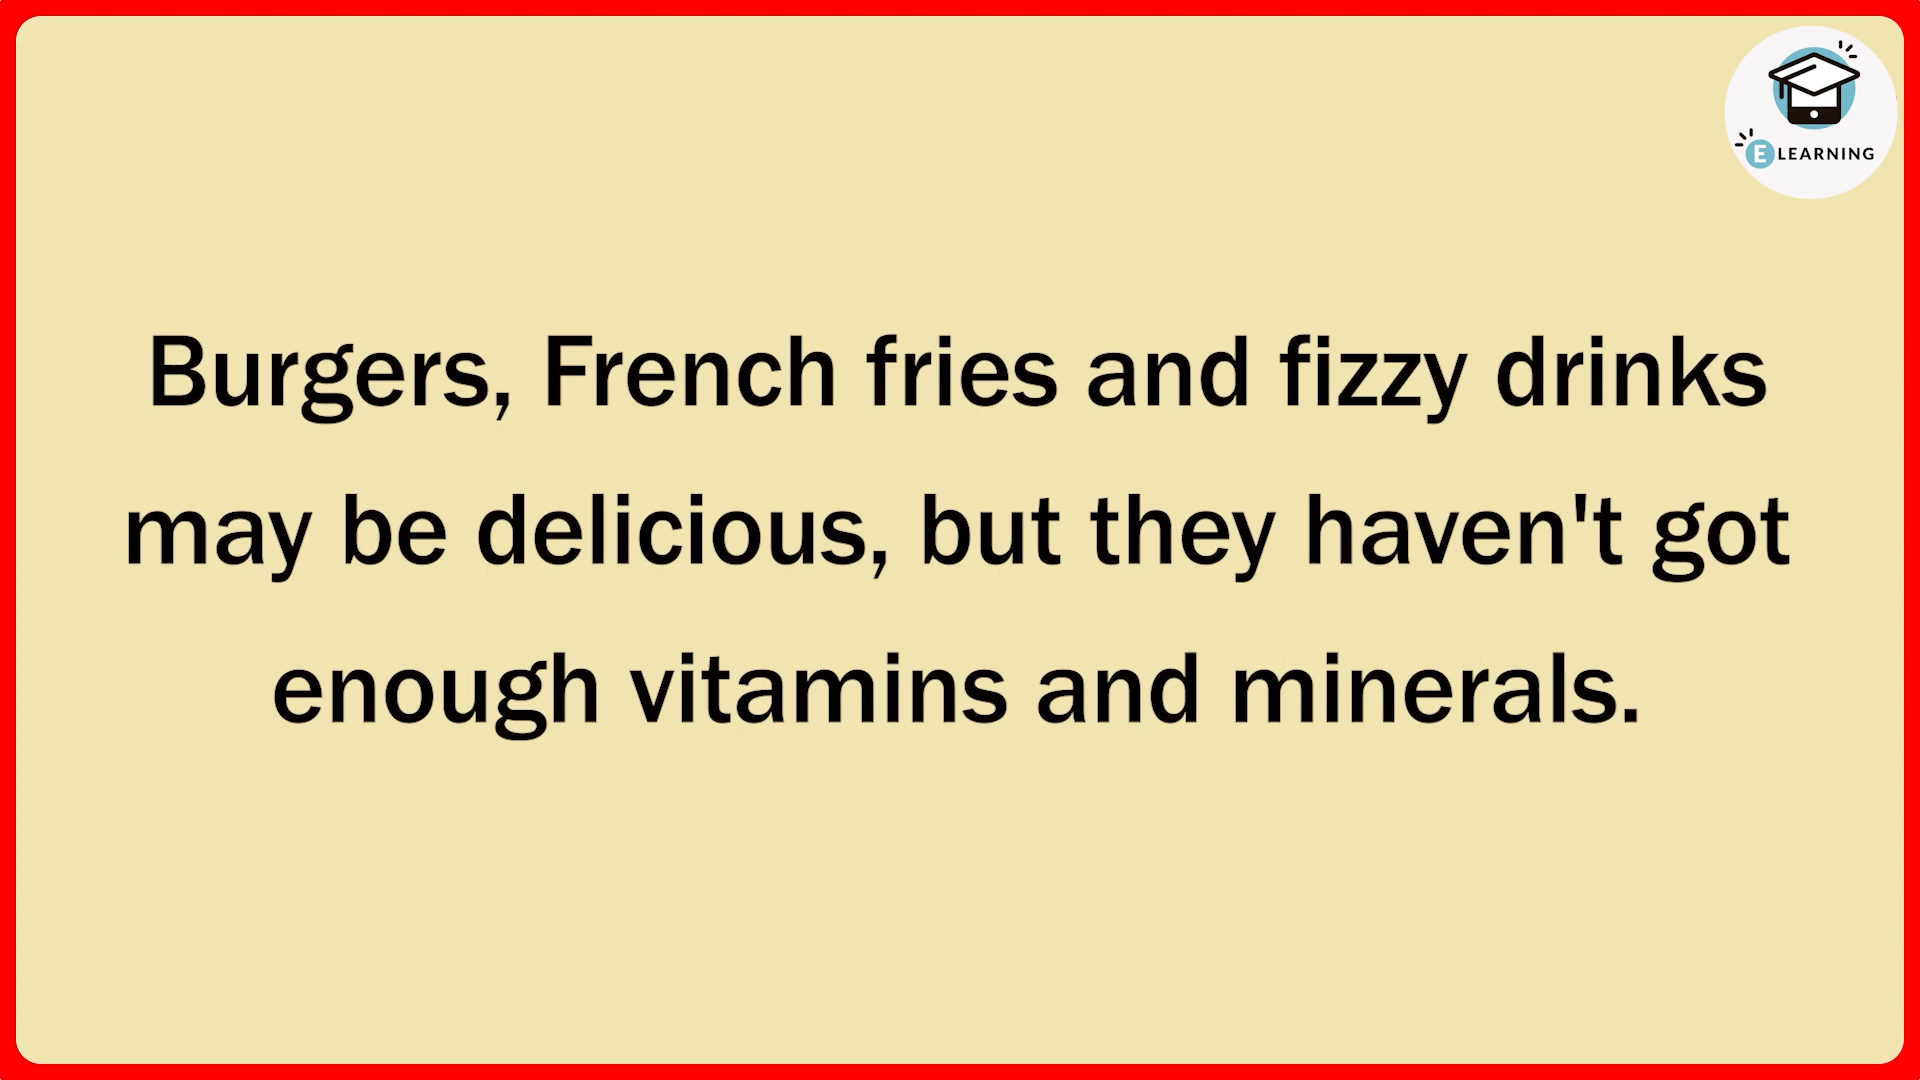 E LEARNING
Burgers, French fries and fizzy drinks
may be delicious, but they haven't got
enough vitamins and minerals.